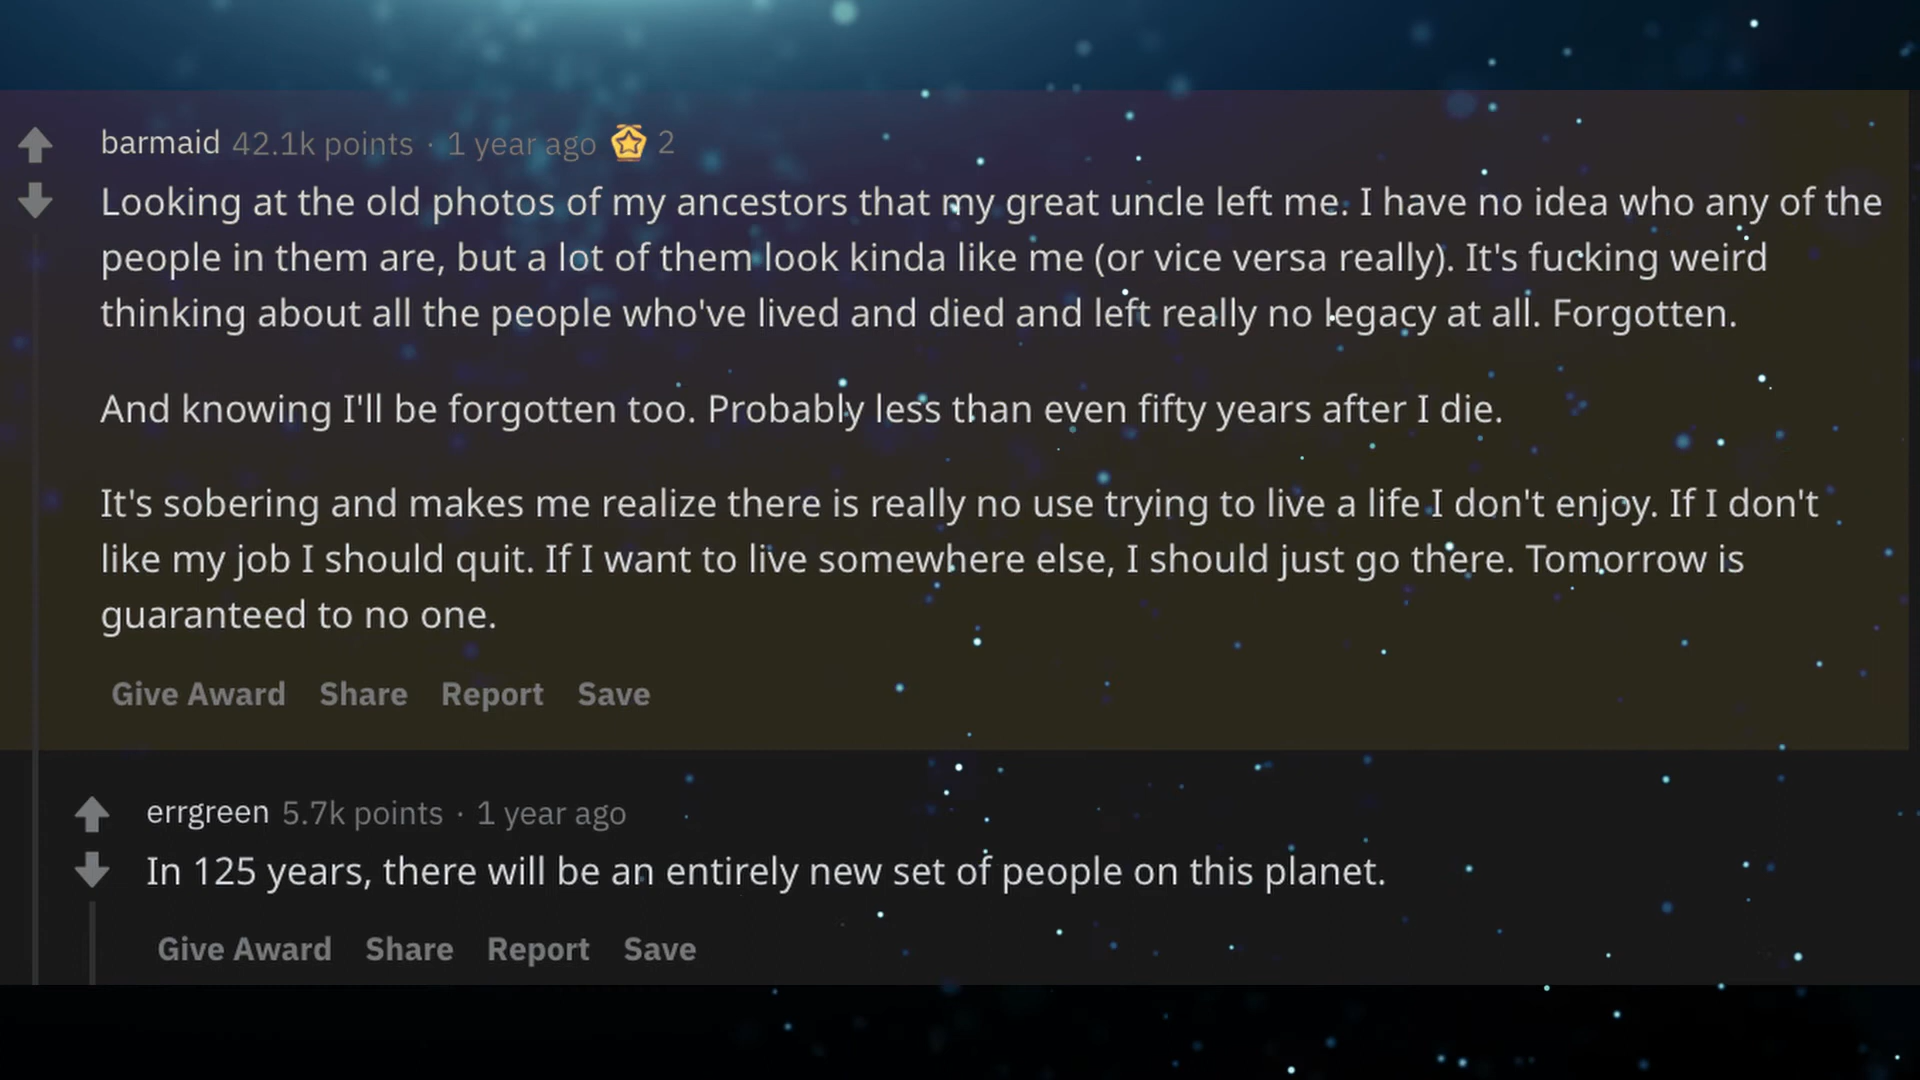 barmaid 42.1k points · 1 year ago 2
Looking at the old photos of my ancestors that my great uncle left me. I have no idea who any of the
people in them are, but a lot of them look kinda like me (or vice versa really). It's fucking weird
thinking about all the people who've lived and died and left really no legacy at all. Forgotten.
And knowing I'll be forgotten too. Probably less than even fifty years after I die.
It's sobering and makes me realize there is really no use trying to live a life I don't enjoy. If I don't
like my job I should quit. If I want to live somewhere else, I should just go there. Tomorrow is
guaranteed to no one.
Give Award Share Report Save
errgreen 5.7k points · 1 year ago
In 125 years, there will be an entirely new set of people on this planet.
Give Award Share Report Save